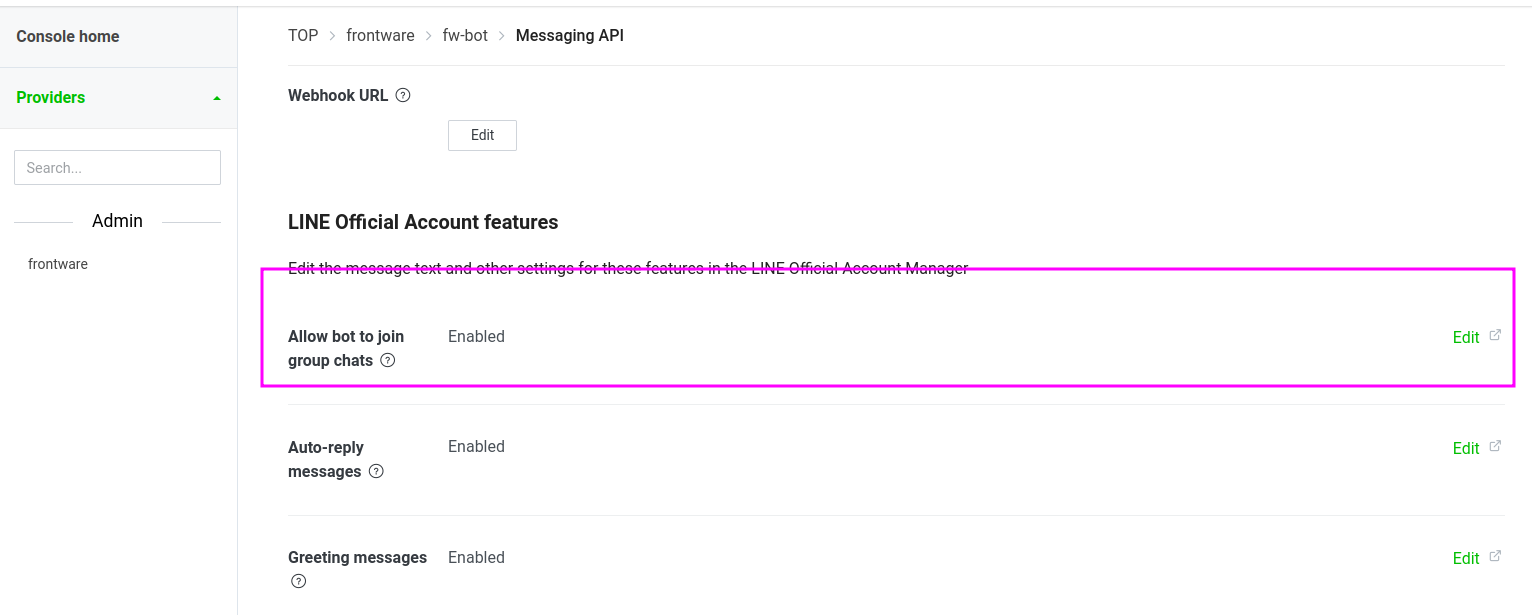 Console home
Providers
Search...
Admin
frontware
TOP > frontware > fw-bot > Messaging API
Webhook URL ?
Edit
LINE Official Account features
Edit the message text and other settings for these features in the LINE Official Account Manager
Allow bot to join
group chats ?
Enabled
Edit
Auto-reply
messages ?
Enabled
Edit
Greeting messages
?
Enabled
Edit